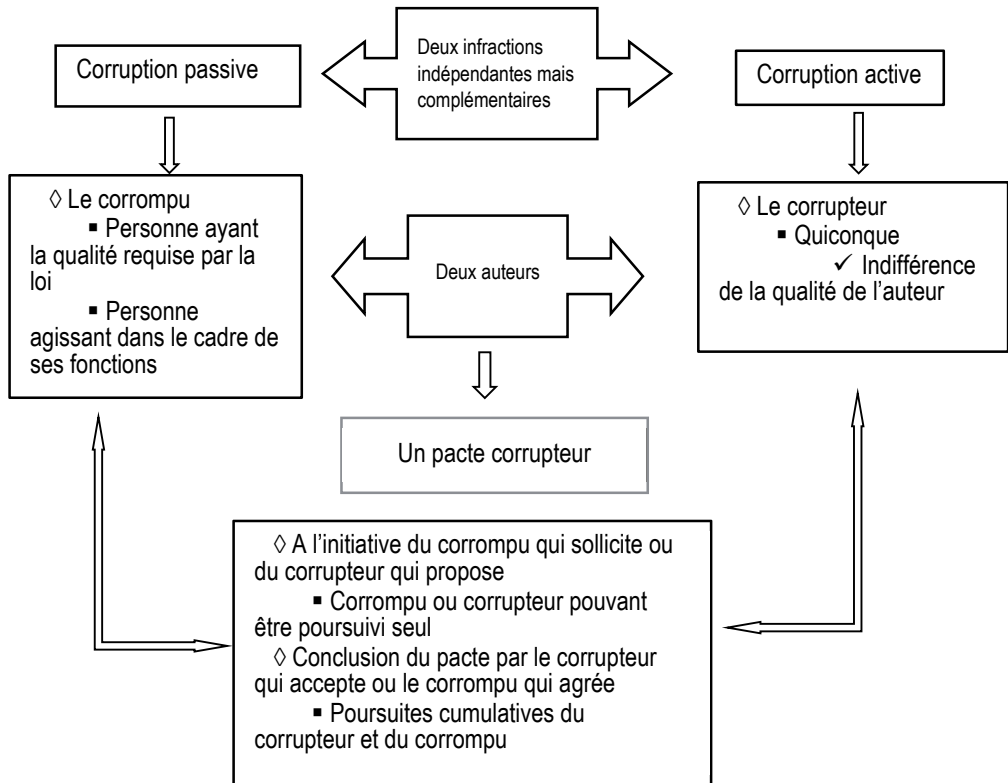 Corruption passive
Deux infractions
indépendantes mais
complémentaires
Corruption active
◊ Le corrompu
▪ Personne ayant
la qualité requise par la
loi
▪ Personne
agissant dans le cadre de
ses fonctions
Deux auteurs
◊ Le corrupteur
▪ Quiconque
✓ Indifférence
de la qualité de l’auteur
Un pacte corrupteur
◊ A l’initiative du corrompu qui sollicite ou
du corrupteur qui propose
▪ Corrompu ou corrupteur pouvant
être poursuivi seul
◊ Conclusion du pacte par le corrupteur
qui accepte ou le corrompu qui agrée
▪ Poursuites cumulatives du
corrupteur et du corrompu